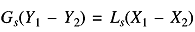 G_s(Y_1 − Y_2) = L_s(X_1 − X_2)